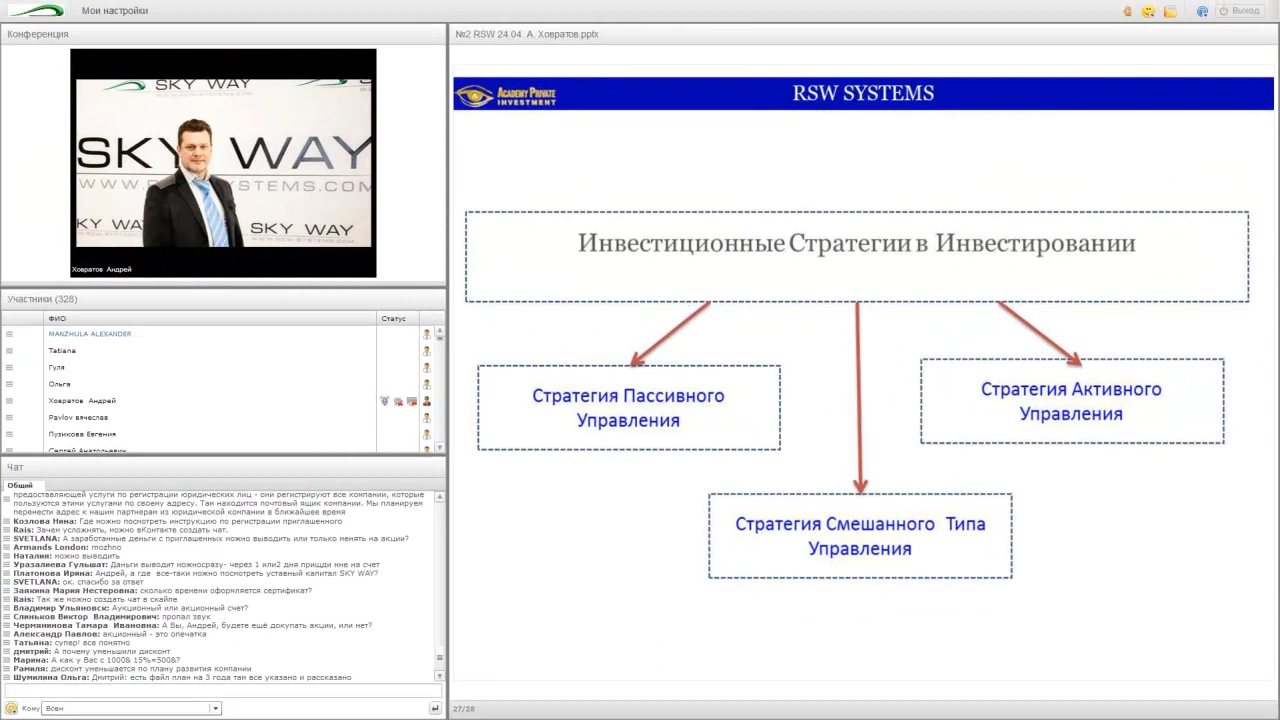 Мои настройки
Выход
Конференция
SKY WAY
SKY WAY
SKY WAY
Ховратов Андрей
Участники (328)
ФИО
Статус
MANZHULA ALEXANDER
Tatiana
Гуля
Ольга
Ховратов Андрей
Pavlov вячеслав
Пузикова Евгения
Сергей Анатольевич
Чат
Общий
предоставляющей услуги по регистрации юридических лиц - они регистрируют все компании, которые
пользуются этими услугами по своему адресу. Там находится почтовый ящик компании. Мы планируем
перенести адрес к нашим партнерам из юридической компании в ближайшее время
Козлова Нина: Где можно посмотреть инструкцию по регистрации приглашенного
Rais: Зачем усложнять, можно вКонтакте создать чат.
SVETLANA: А заработанные деньги с приглашенных можно выводить или только менять на акции?
Armands London: mozhno
Наталия: можно выводить
Уразалиева Гульшат: Даньги выводит можносразу- через 1 или2 дня прищди мне на счет
Платонова Ирина: Андрей, а где все-таки можно посмотреть уставный капитал SKY WAY?
SVETLANA: ок. спасибо за ответ
Заякина Мария Нестеровна: сколько времени оформляется сертификат?
Rais: Так же можно создать чат в скайпе
Владимир Ульяновск: Аукционный или акционный счет?
Слиньков Виктор Владимирович: пропал звук
Чермянинова Тамара Ивановна: А Вы, Андрей, будете ещё докупать акции, или нет?
Александр Павлов: акционный - это опечатка
Татьяна: супер! все понятно
дмитрий: А почему уменьшили дисконт
Марина: А как у Вас с 1000& 15%=500&?
Рамиля: дисконт уменьшается по плану развития компании
Шумилина Ольга: Дмитрий: есть файл план на 3 года там все указано и рассказано
Кому
Всем
№2 RSW 24.04 А. Ховратов.pptx
ACADEMY PRIVATE
INVESTMENT
RSW SYSTEMS
Инвестиционные Стратегии в Инвестировании
Стратегия Пассивного
Управления
Стратегия Активного
Управления
Стратегия Смешанного Типа
Управления
27/28